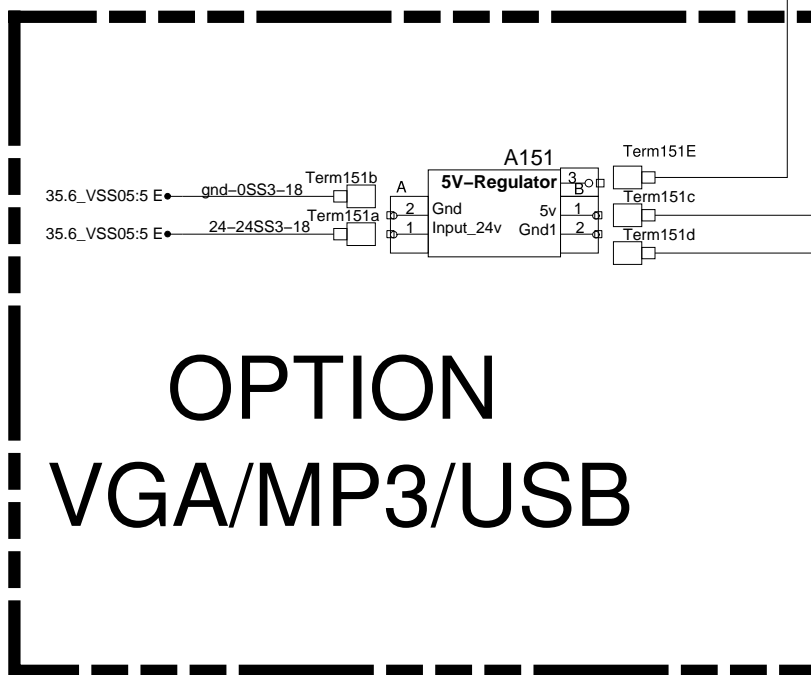 A151
Term151E
5V–Regulator
3
Term151b
A
B
35.6_VSS05:5 E
gnd–0SS3–18
2
Gnd
5v
1
Term151c
Term151a
35.6_VSS05:5 E
24–24SS3–18
1
Input_24v
Gnd1
2
Term151d
OPTION
VGA/MP3/USB